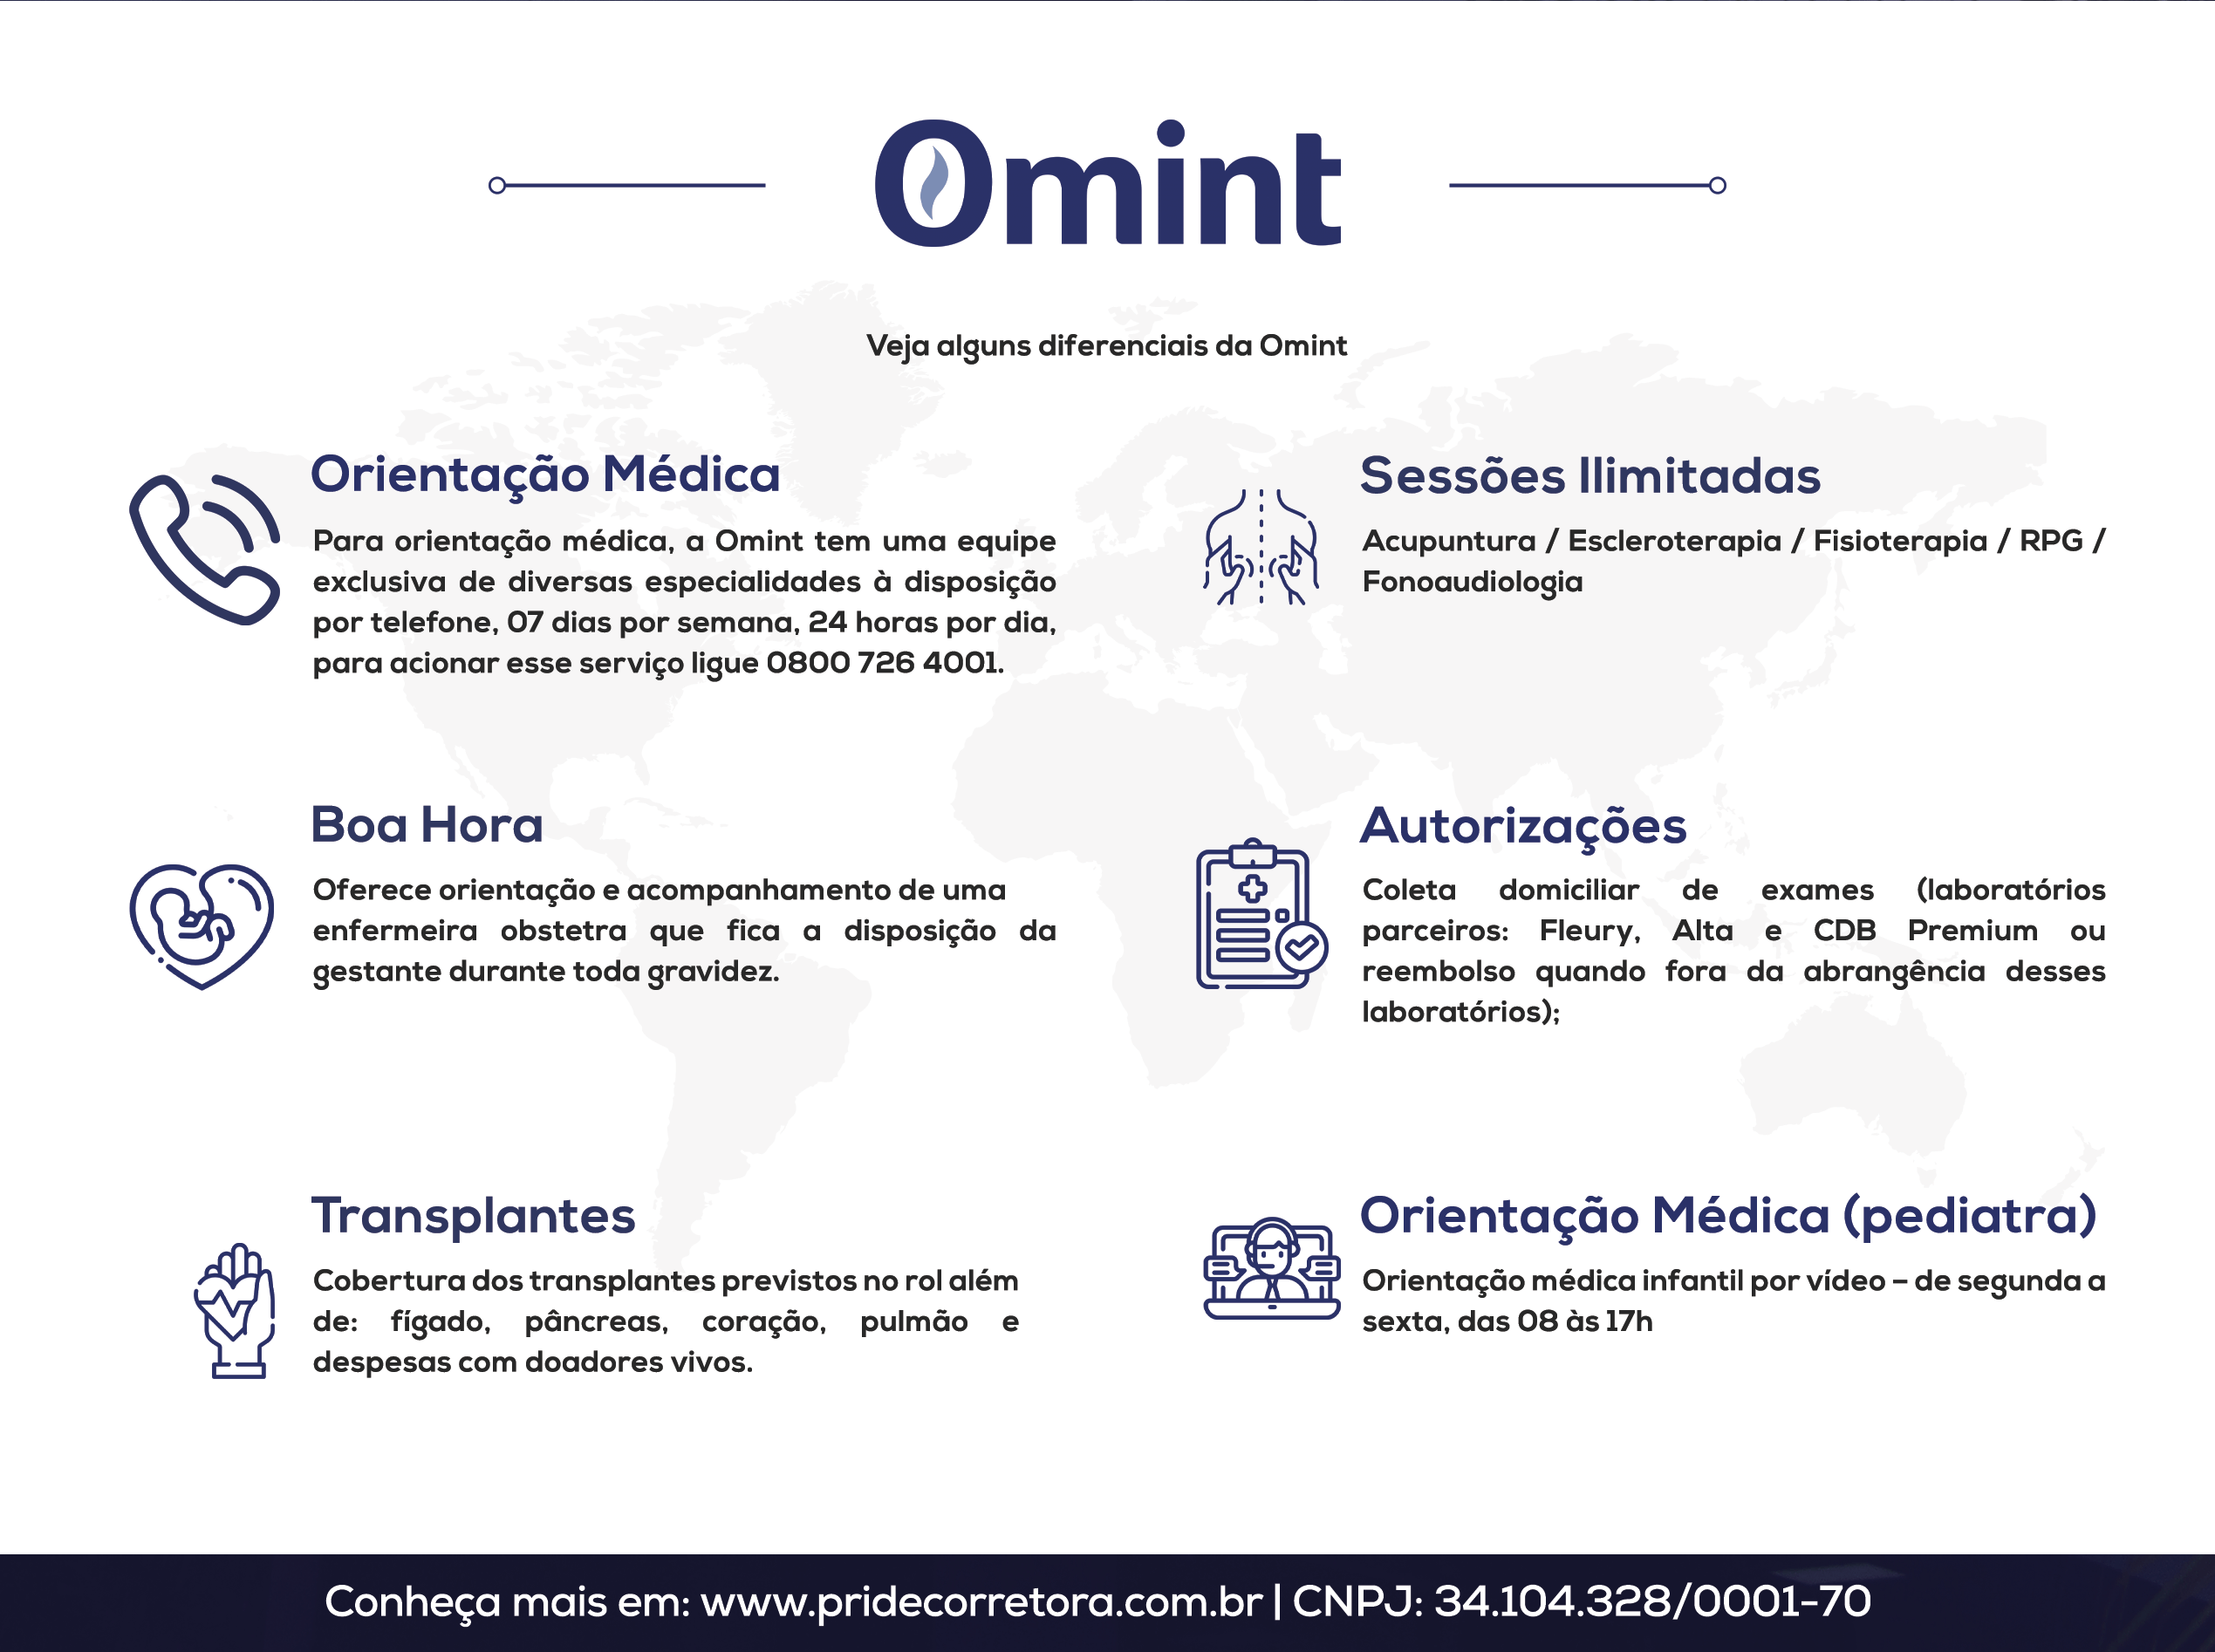 Omint
Veja alguns diferenciais da Omint
Orientação Médica
Para orientação médica, a Omint tem uma equipe
exclusiva de diversas especialidades à disposição
por telefone, 07 dias por semana, 24 horas por dia,
para acionar esse serviço ligue 0800 726 4001.
Sessões Ilimitadas
Acupuntura / Escleroterapia / Fisioterapia / RPG /
Fonoaudiologia
Boa Hora
Oferece orientação e acompanhamento de uma
enfermeira obstetra que fica a disposição da
gestante durante toda gravidez.
Autorizações
Coleta domiciliar de exames (laboratórios
parceiros: Fleury, Alta e CDB Premium ou
reembolso quando fora da abrangência desses
laboratórios);
Transplantes
Cobertura dos transplantes previstos no rol além
de: fígado, pâncreas, coração, pulmão e
despesas com doadores vivos.
Orientação Médica (pediatra)
Orientação médica infantil por vídeo – de segunda a
sexta, das 08 às 17h
Conheça mais em: www.pridecorretora.com.br | CNPJ: 34.104.328/0001-70